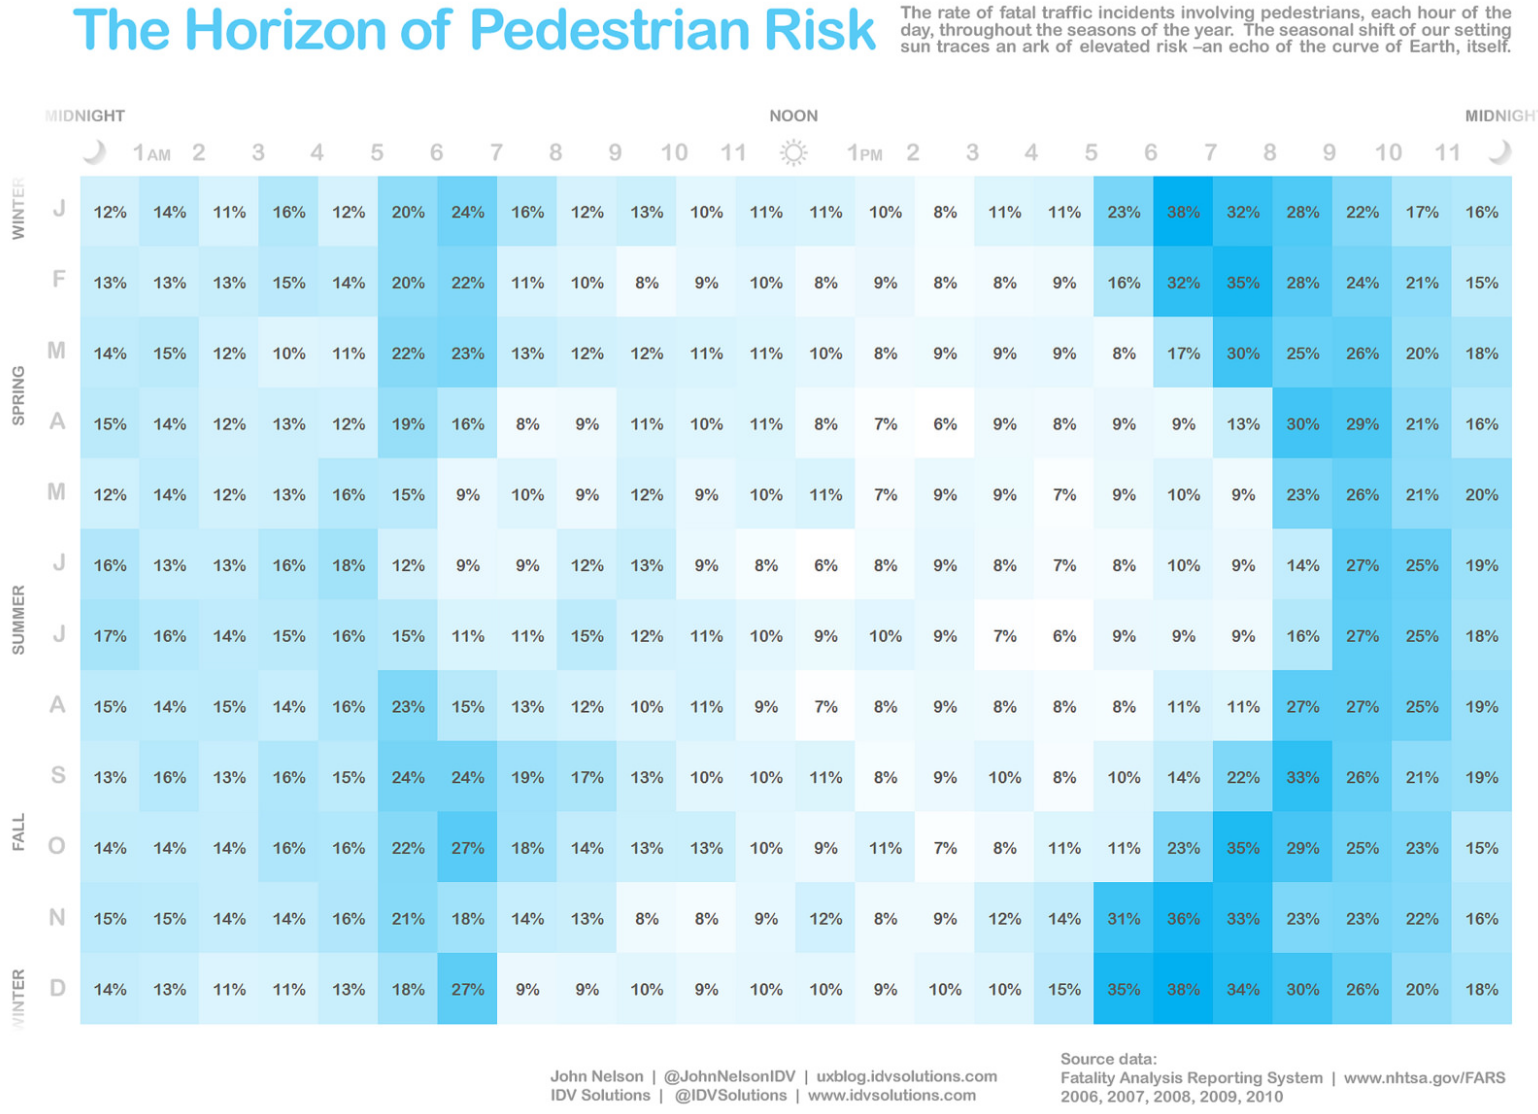 The Horizon of Pedestrian Risk
The rate of fatal traffic incidents involving pedestrians, each hour of the
day, throughout the seasons of the year. The seasonal shift of our setting
sun traces an ark of elevated risk –an echo of the curve of Earth, itself.
MIDNIGHT NOON MIDNIGH
1AM 2 3 4 5 6 7 8 9 10 11 1PM 2 3 4 5 6 7 8 9 10 11
WINTER
J 12% 14% 11% 16% 12% 20% 24% 16% 12% 13% 10% 11% 11% 10% 8% 11% 11% 23% 38% 32% 28% 22% 17% 16%
F 13% 13% 13% 15% 14% 20% 22% 11% 10% 8% 9% 10% 8% 9% 8% 8% 9% 16% 32% 35% 28% 24% 21% 15%
SPRING
M 14% 15% 12% 10% 11% 22% 23% 13% 12% 12% 11% 11% 10% 8% 9% 9% 9% 8% 17% 30% 25% 26% 20% 18%
A 15% 14% 12% 13% 12% 19% 16% 8% 9% 11% 10% 11% 8% 7% 6% 9% 8% 9% 9% 13% 30% 29% 21% 16%
M 12% 14% 12% 13% 16% 15% 9% 10% 9% 12% 9% 10% 11% 7% 9% 9% 7% 9% 10% 9% 23% 26% 21% 20%
SUMMER
J 16% 13% 13% 16% 18% 12% 9% 9% 12% 13% 9% 8% 6% 8% 9% 8% 7% 8% 10% 9% 14% 27% 25% 19%
J 17% 16% 14% 15% 16% 15% 11% 11% 15% 12% 11% 10% 9% 10% 9% 7% 6% 9% 9% 9% 16% 27% 25% 18%
A 15% 14% 15% 14% 16% 23% 15% 13% 12% 10% 11% 9% 7% 8% 9% 8% 8% 8% 11% 11% 27% 27% 25% 19%
FALL
S 13% 16% 13% 16% 15% 24% 24% 19% 17% 13% 10% 10% 11% 8% 9% 10% 8% 10% 14% 22% 33% 26% 21% 19%
O 14% 14% 14% 16% 16% 22% 27% 18% 14% 13% 13% 10% 9% 11% 7% 8% 11% 11% 23% 35% 29% 25% 23% 15%
N 15% 15% 14% 14% 16% 21% 18% 14% 13% 8% 8% 9% 12% 8% 9% 12% 14% 31% 36% 33% 23% 23% 22% 16%
WINTER
D 14% 13% 11% 11% 13% 18% 27% 9% 9% 10% 9% 10% 10% 9% 10% 10% 15% 35% 38% 34% 30% 26% 20% 18%
John Nelson | @JohnNelsonIDV | uxblog.idvsolutions.com
IDV Solutions | @IDVSolutions | www.idvsolutions.com
Source data:
Fatality Analysis Reporting System | www.nhtsa.gov/FARS
2006, 2007, 2008, 2009, 2010